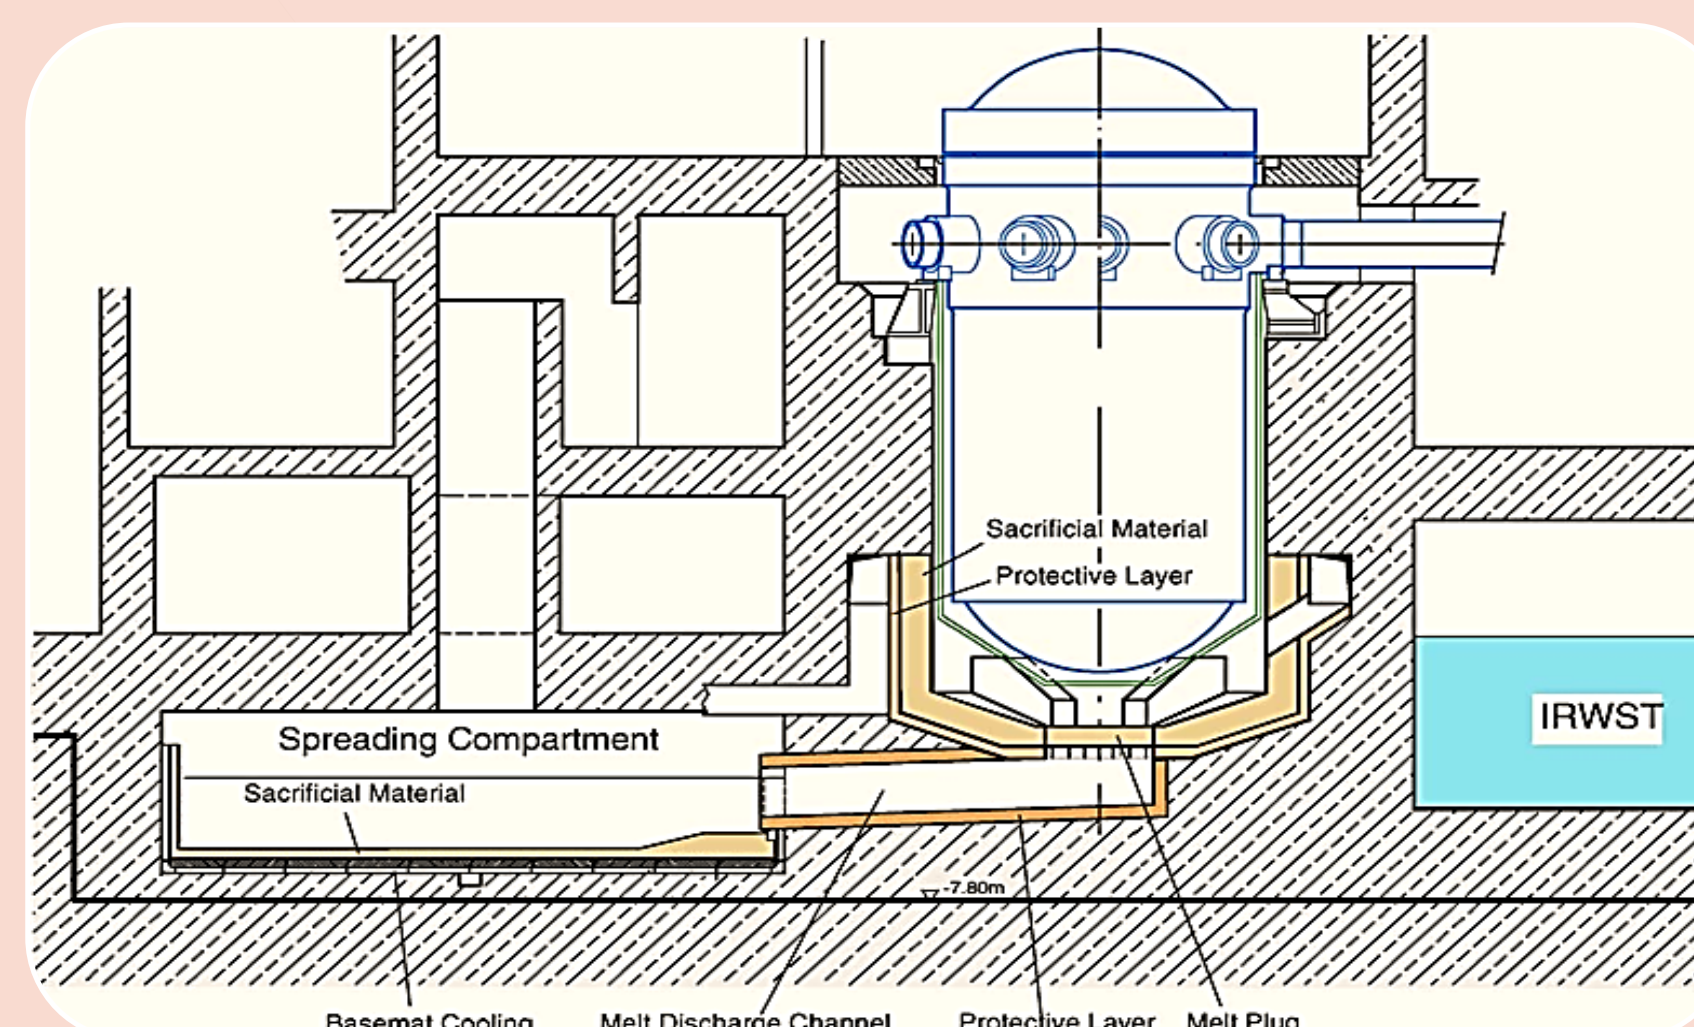 Sacrificial Material
Protective Layer
IRWST
Spreading Compartment
Sacrificial Material
-7.80m
Basemat Cooling
Melt Discharge Channel
Protective Layer
Melt Plug